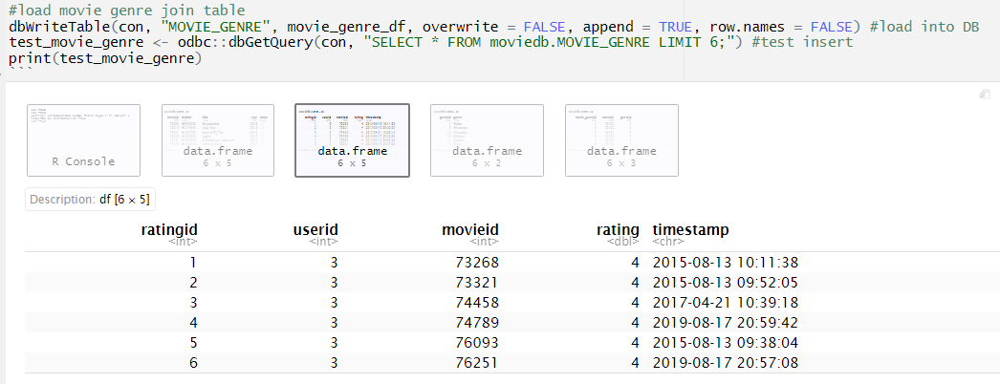 #load movie genre join table
dbWriteTable(con, "MOVIE_GENRE", movie_genre_df, overwrite = FALSE, append = TRUE, row.names = FALSE) #load into DB
test_movie_genre <- odbc::dbGetQuery(con, "SELECT * FROM moviedb.MOVIE_GENRE LIMIT 6;") #test insert
print(test_movie_genre)
```
R Console
data.frame
6 x 5
data.frame
6 x 5
data.frame
6 x 2
data.frame
6 x 3
Description: df [6 × 5]
ratingid userid movieid rating timestamp
<int> <int> <int> <dbl> <chr>
1 3 73268 4 2015-08-13 10:11:38
2 3 73321 4 2015-08-13 09:52:05
3 3 74458 4 2017-04-21 10:39:18
4 3 74789 4 2019-08-17 20:59:42
5 3 76093 4 2015-08-13 09:38:04
6 3 76251 4 2019-08-17 20:57:08